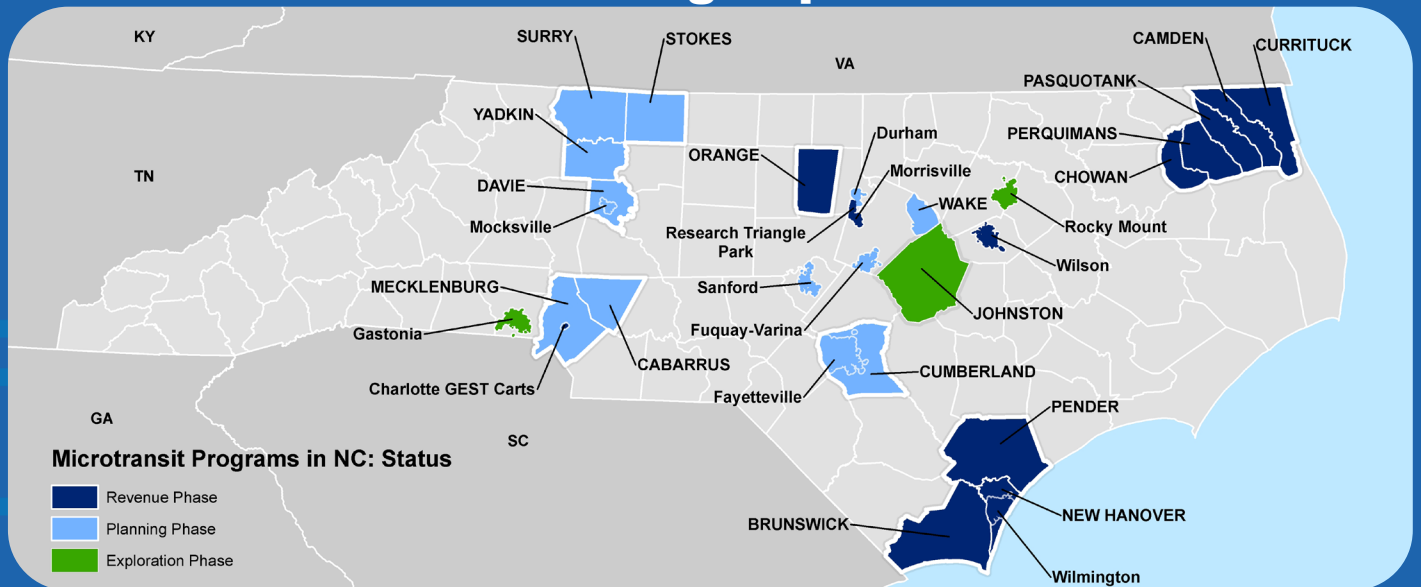 KY
SURRY
STOKES
VA
CAMDEN
CURRITUCK
PASQUOTANK
YADKIN
PERQUIMANS
Durham
ORANGE
Morrisville
TN
CHOWAN
DAVIE
WAKE
Mocksville
Research Triangle
Park
Rocky Mount
Wilson
MECKLENBURG
Sanford
JOHNSTON
Gastonia
Fuquay-Varina
CABARRUS
CUMBERLAND
Charlotte GEST Carts
Fayetteville
PENDER
GA
SC
Microtransit Programs in NC: Status
Revenue Phase
NEW HANOVER
BRUNSWICK
Planning Phase
Exploration Phase
Wilmington